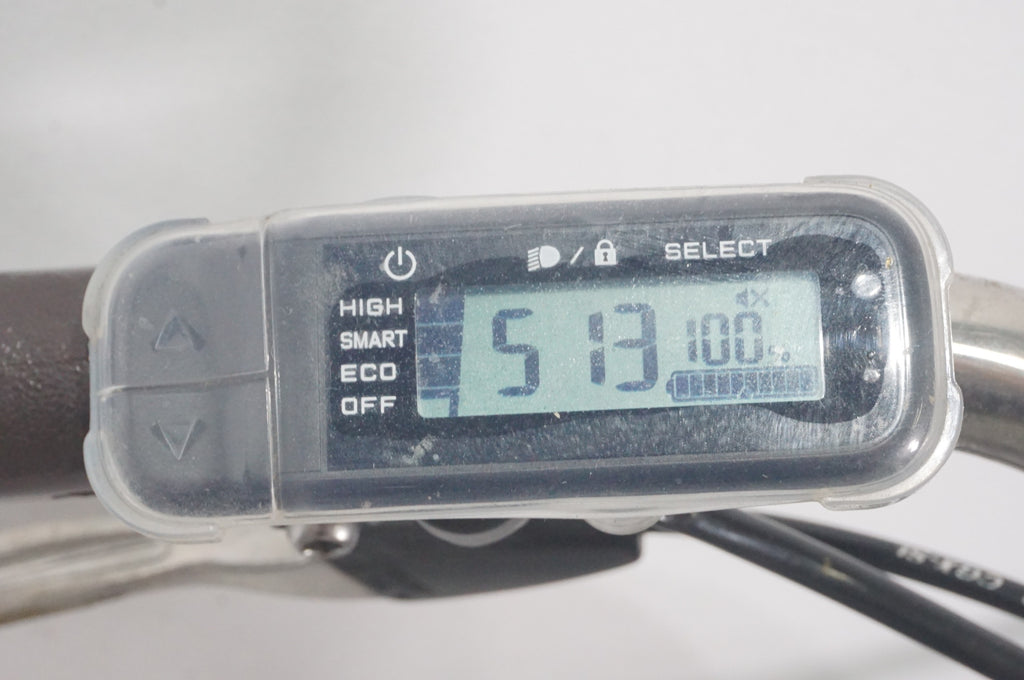 SELECT
HIGH
SMART
ECO
OFF
5 13
100%